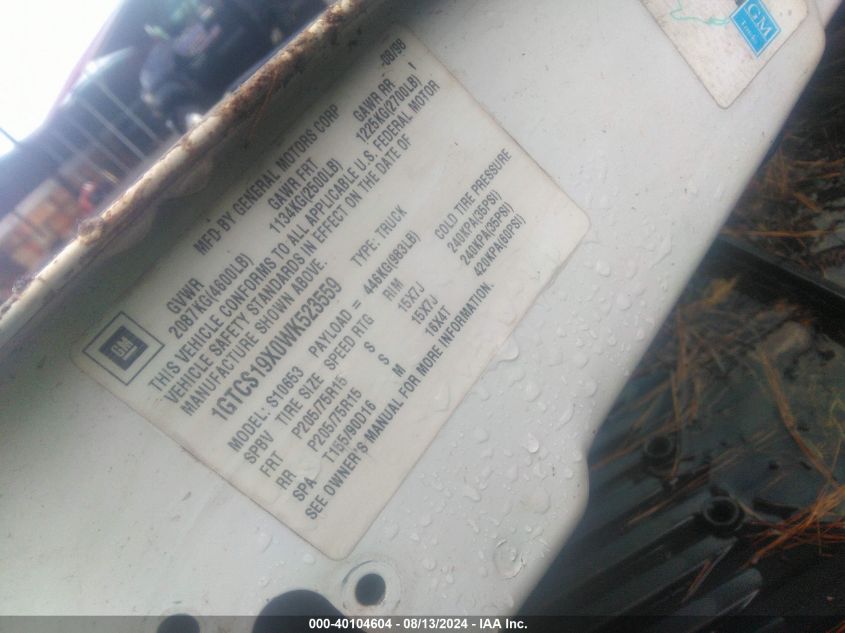 GM
MFD BY GENERAL MOTORS CORP -08/98
GVWR GAWR FRT GAWR RR 1
2087KG(4600LB) 1134KG(2500LB) 1225KG(2700LB)
THIS VEHICLE CONFORMS TO ALL APPLICABLE U.S. FEDERAL MOTOR
VEHICLE SAFETY STANDARDS IN EFFECT ON THE DATE OF
MANUFACTURE SHOWN ABOVE.
1GTCS19X0WK523559 TYPE: TRUCK
MODEL: S10653 PAYLOAD = 446KG(983LB)
SPBV TIRE SIZE SPEED RTG RIM COLD TIRE PRESSURE
FRT P205/75R15 S 15X7J 240KPA(35PSI)
RR P205/75R15 S 15X7J 240KPA(35PSI)
SPA T155/90D16 M 16X4T 420KPA(60PSI)
SEE OWNER'S MANUAL FOR MORE INFORMATION.
GM
Truck
000-40104604 - 08/13/2024 - IAA Inc.